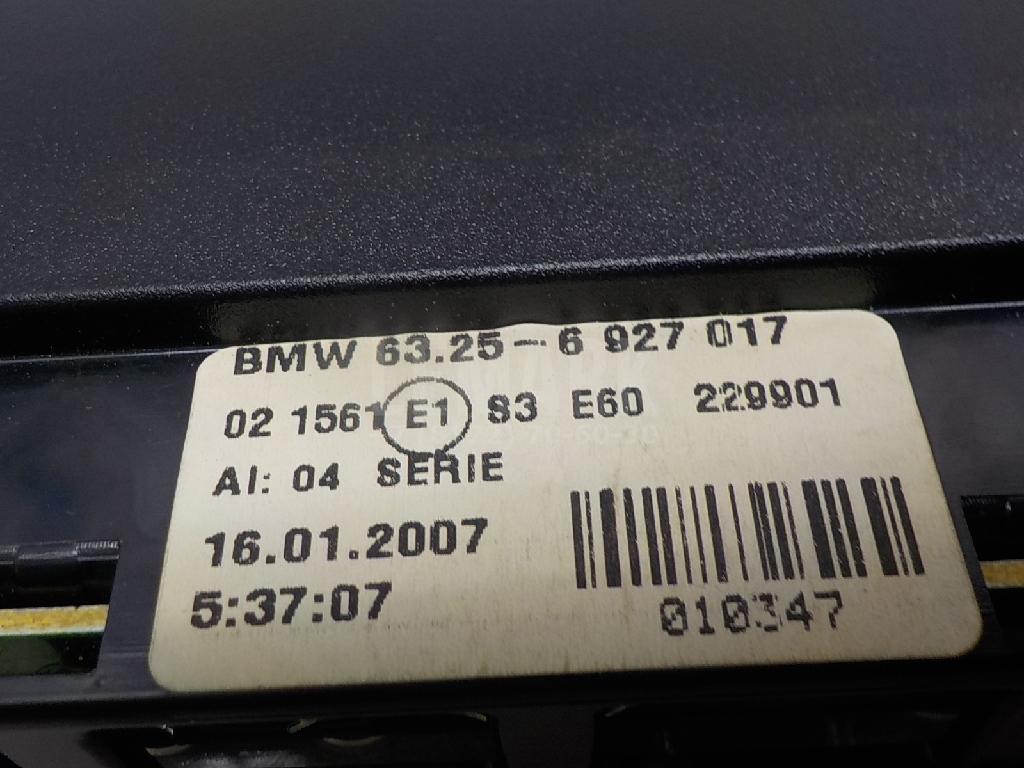 BMW 63.25-6 927 017
02 1561 E1 S3 E60 229901
AI: 04 SERIE
16.01.2007
5:37:07
010347